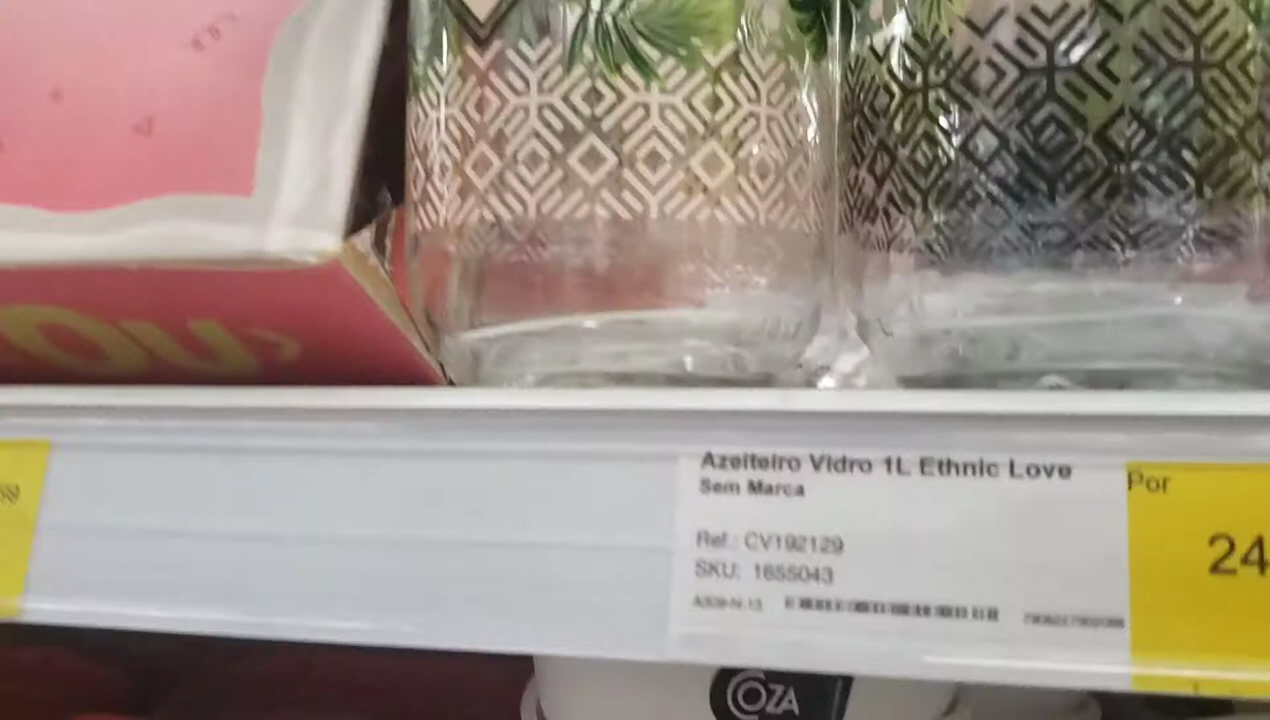 Azeiteiro Vidro 1L Ethnic Love
Sem Marca
Ref.: CV192129
SKU: 1655043
Por
24
COZA